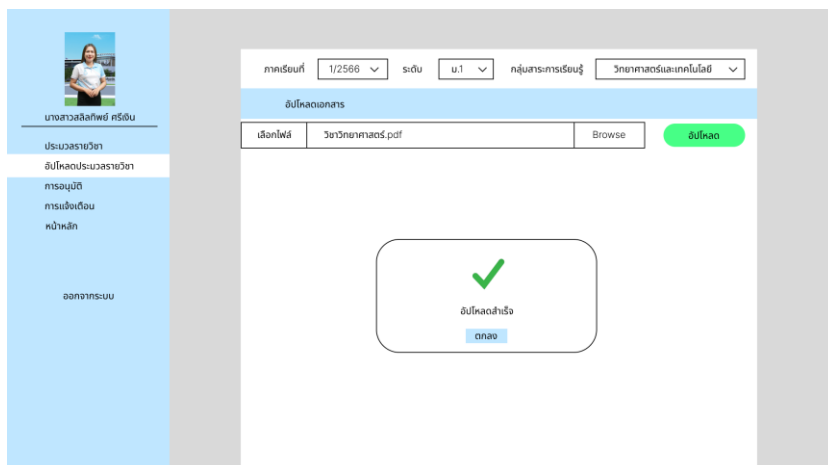 นางสาวสลิลทิพย์ ศรีเงิน
ประมวลรายวิชา
อัปโหลดประมวลรายวิชา
การอนุมัติ
การแจ้งเตือน
หน้าหลัก
ออกจากระบบ
ภาคเรียนที่ 1/2566 ระดับ ม.1 กลุ่มสาระการเรียนรู้ วิทยาศาสตร์และเทคโนโลยี
อัปโหลดเอกสาร
เลือกไฟล์ วิชาวิทยาศาสตร์.pdf Browse อัปโหลด
อัปโหลดสำเร็จ
ตกลง